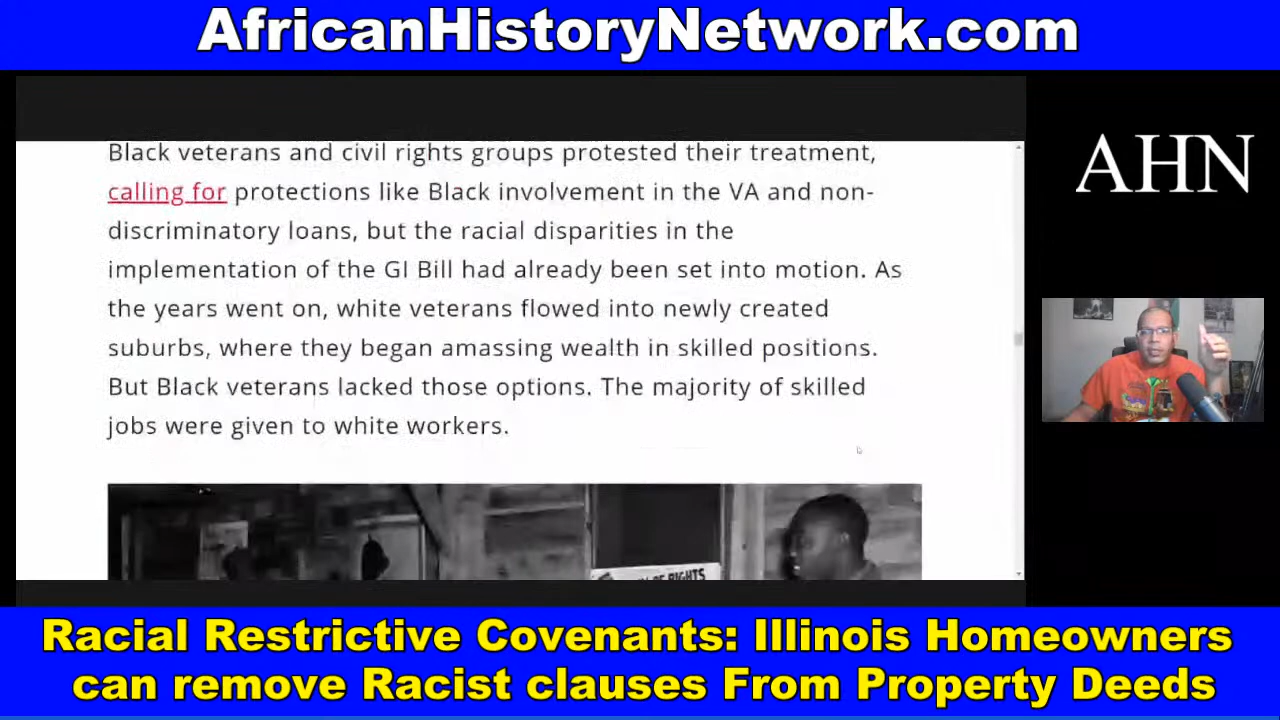 AfricanHistoryNetwork.com
Black veterans and civil rights groups protested their treatment,
calling for protections like Black involvement in the VA and non-
discriminatory loans, but the racial disparities in the
implementation of the GI Bill had already been set into motion. As
the years went on, white veterans flowed into newly created
suburbs, where they began amassing wealth in skilled positions.
But Black veterans lacked those options. The majority of skilled
jobs were given to white workers.
RIGHTS
AHN
Racial Restrictive Covenants: Illinois Homeowners
can remove Racist clauses From Property Deeds